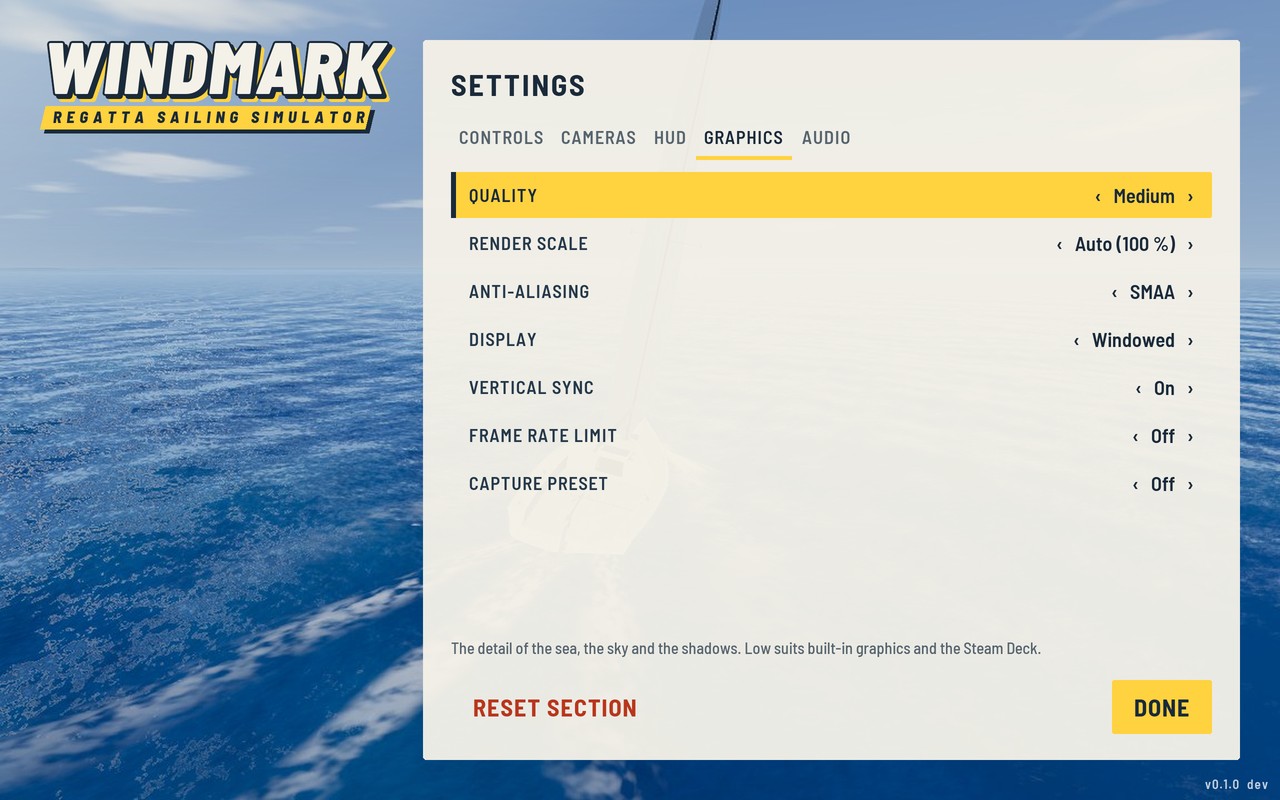 WINDMARK
REGATTA SAILING SIMULATOR
SETTINGS
CONTROLS CAMERAS HUD GRAPHICS AUDIO
QUALITY ‹ Medium ›
RENDER SCALE ‹ Auto (100 %) ›
ANTI-ALIASING ‹ SMAA ›
DISPLAY ‹ Windowed ›
VERTICAL SYNC ‹ On ›
FRAME RATE LIMIT ‹ Off ›
CAPTURE PRESET ‹ Off ›
The detail of the sea, the sky and the shadows. Low suits built-in graphics and the Steam Deck.
RESET SECTION DONE
v0.1.0 dev